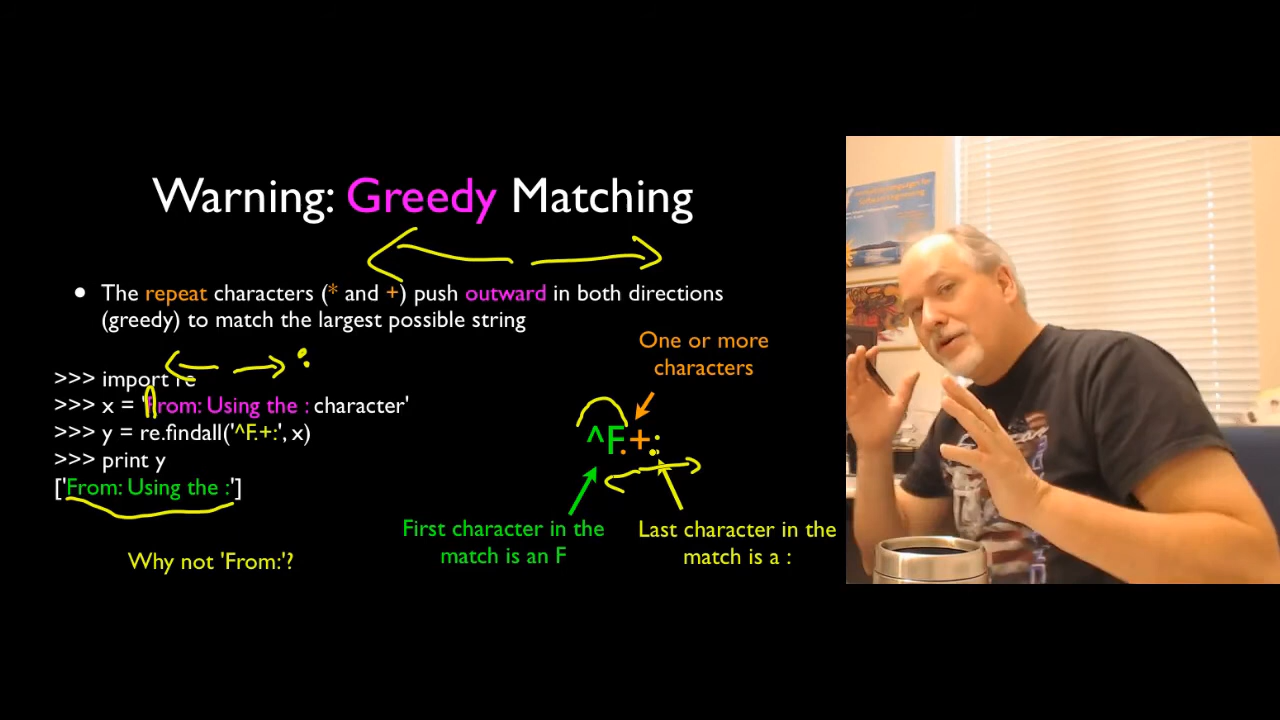 Warning: Greedy Matching
• The repeat characters (* and +) push outward in both directions
(greedy) to match the largest possible string
>>> import re
>>> x = 'From: Using the : character'
>>> y = re.findall('^F.+:', x)
>>> print y
['From: Using the :']
Why not 'From:'?
One or more
characters
^F.+:
First character in the
match is an F
Last character in the
match is a :